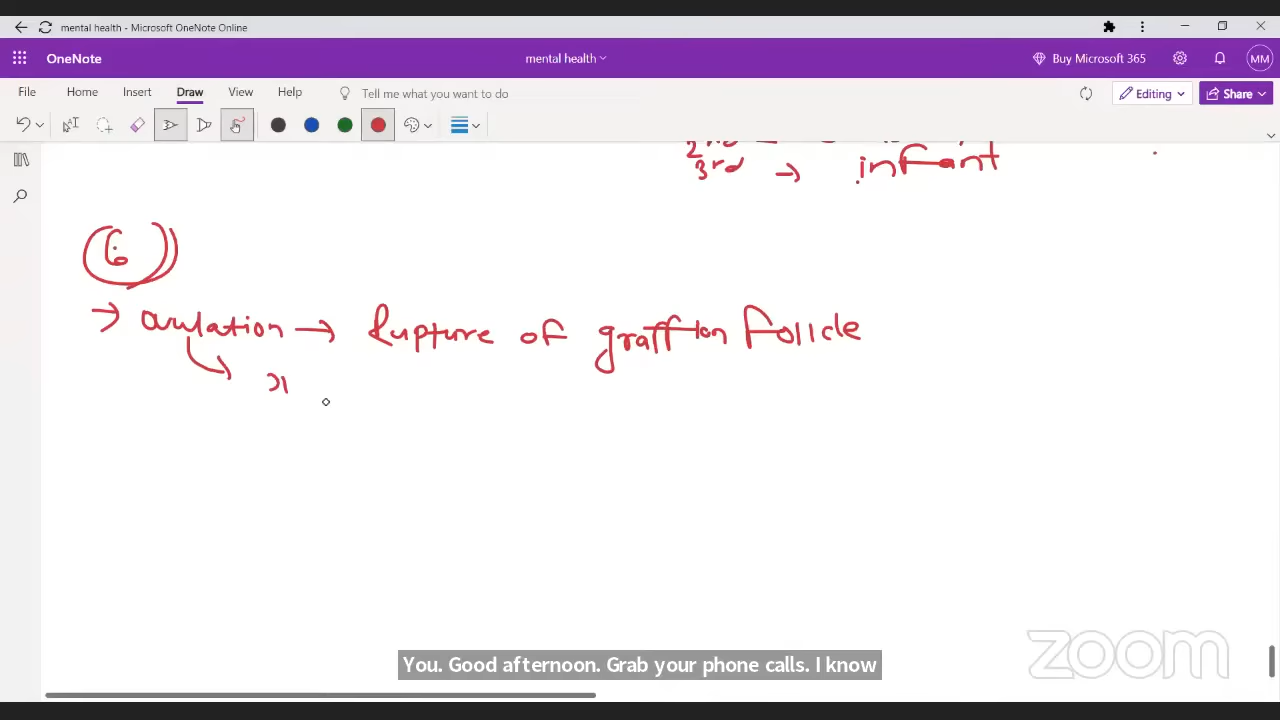 mental health - Microsoft OneNote Online
OneNote mental health Buy Microsoft 365 MM
File Home Insert Draw View Help Tell me what you want to do Editing Share
3rd → infant
6
→ ovulation → Rupture of graffian Follicle
You. Good afternoon. Grab your phone calls. I know
zoom